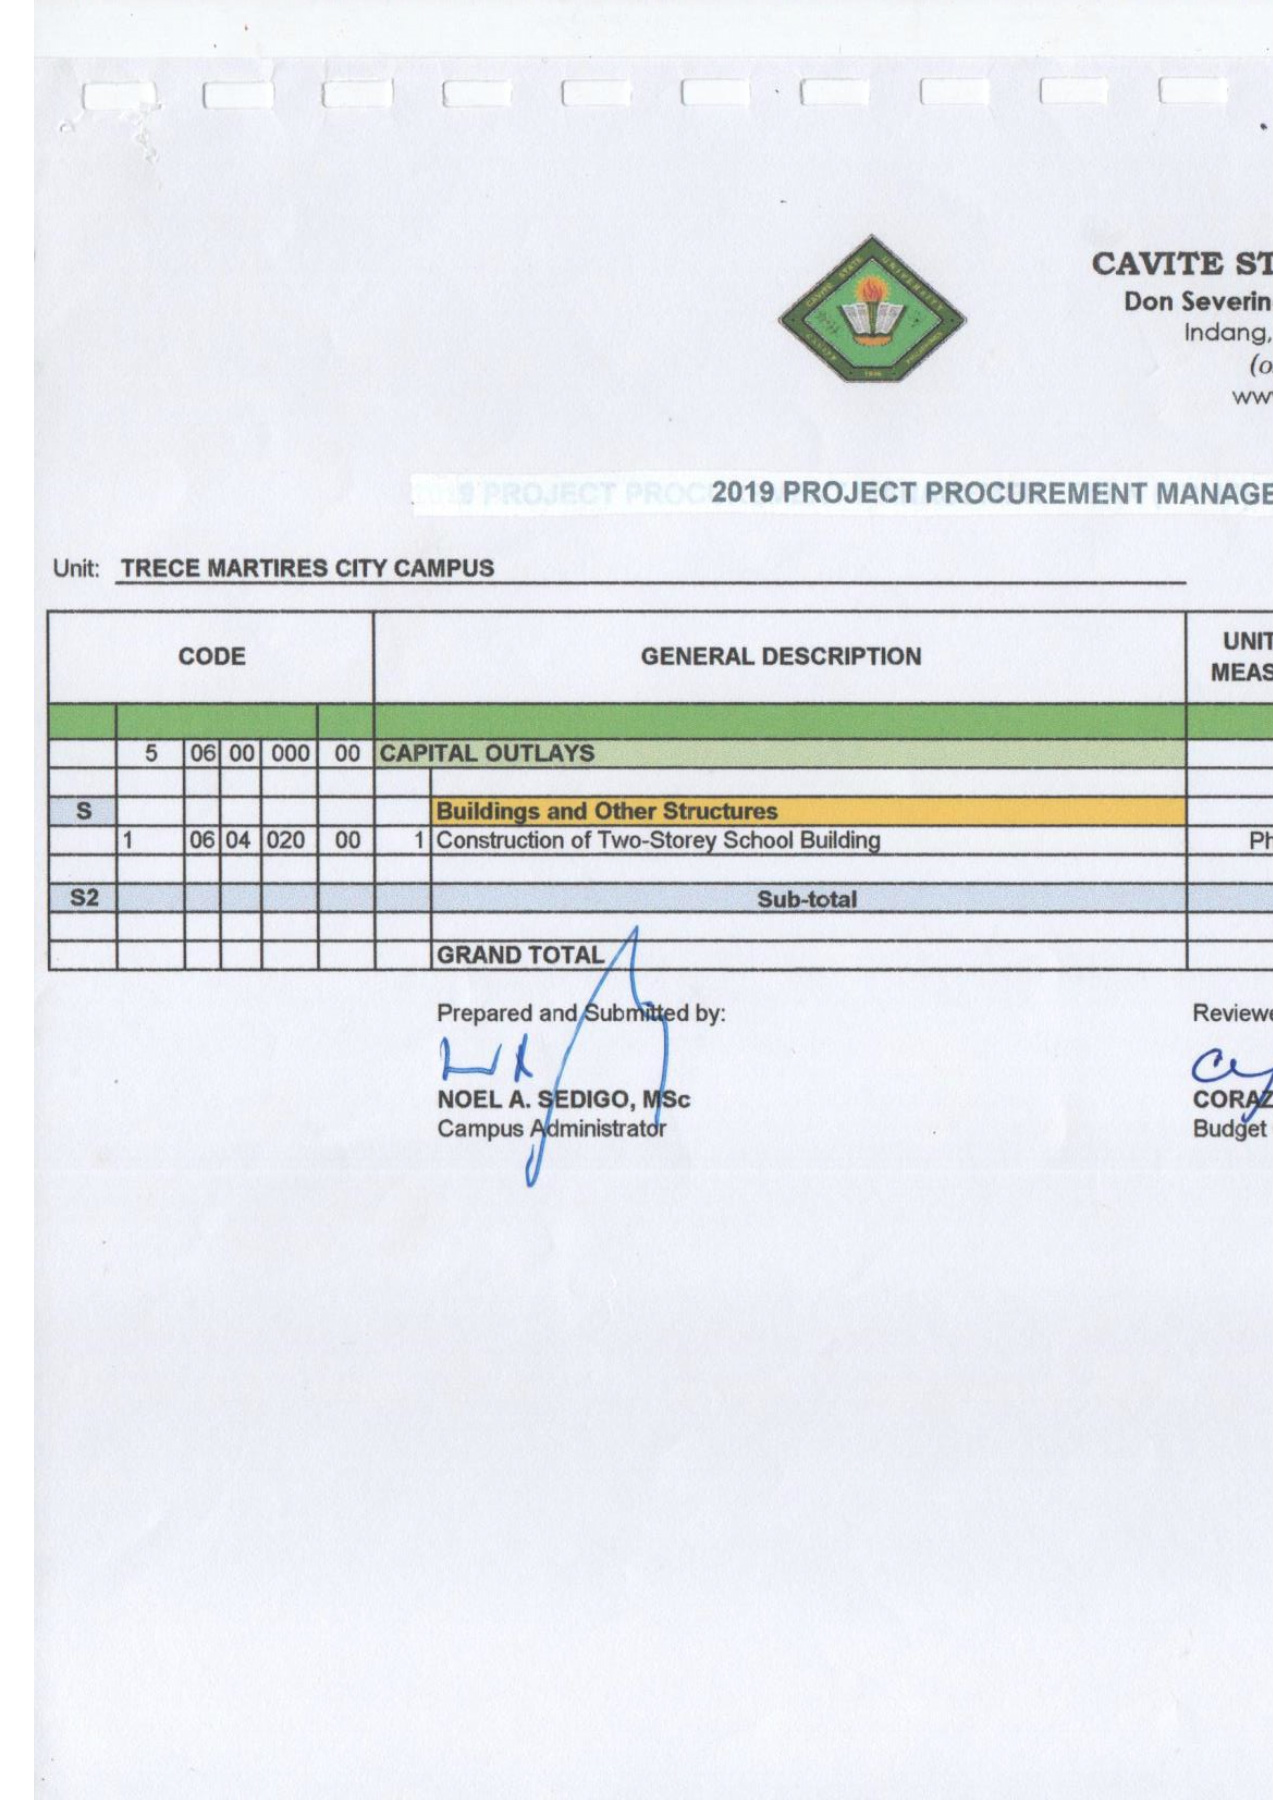 CAVITE ST
Don Severin
Indang,
(o
www
2019 PROJECT PROCUREMENT MANAGE
Unit: TRECE MARTIRES CITY CAMPUS
CODE GENERAL DESCRIPTION UNIT
MEAS
5 06 00 000 00 CAPITAL OUTLAYS
S Buildings and Other Structures
1 06 04 020 00 1 Construction of Two-Storey School Building Ph
S2 Sub-total
GRAND TOTAL
Prepared and Submitted by: Reviewe
NOEL A. SEDIGO, MSc CORAZ
Campus Administrator Budget